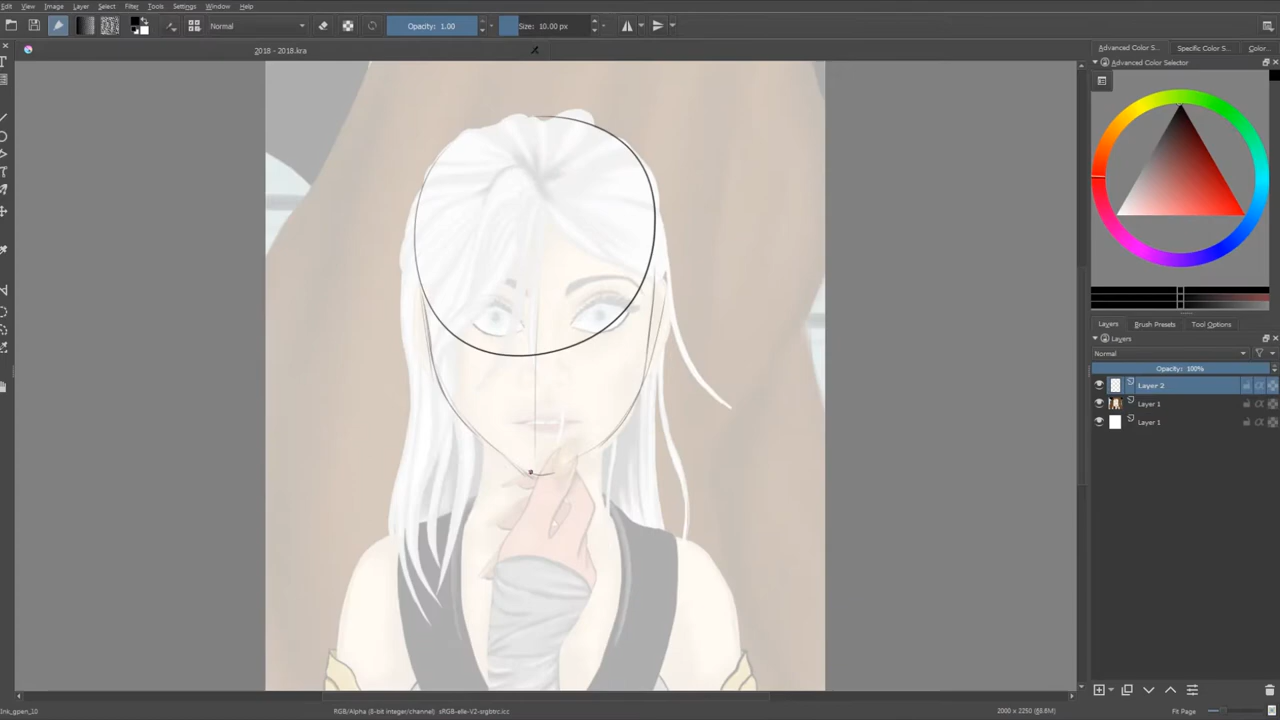 Edit View Image Layer Select Filter Tools Settings Window Help
Normal Opacity: 1.00 Size: 10.00 px
2018 - 2018.kra
Advanced Color S... Specific Color S... Color...
Advanced Color Selector
Layers Brush Presets Tool Options
Layers
Normal
Opacity: 100%
Layer 2
Layer 1
Layer 1
Ink_gpen_10 RGB/Alpha (8-bit integer/channel) sRGB-elle-V2-srgbtrc.icc 2000 x 2250 Fit Page